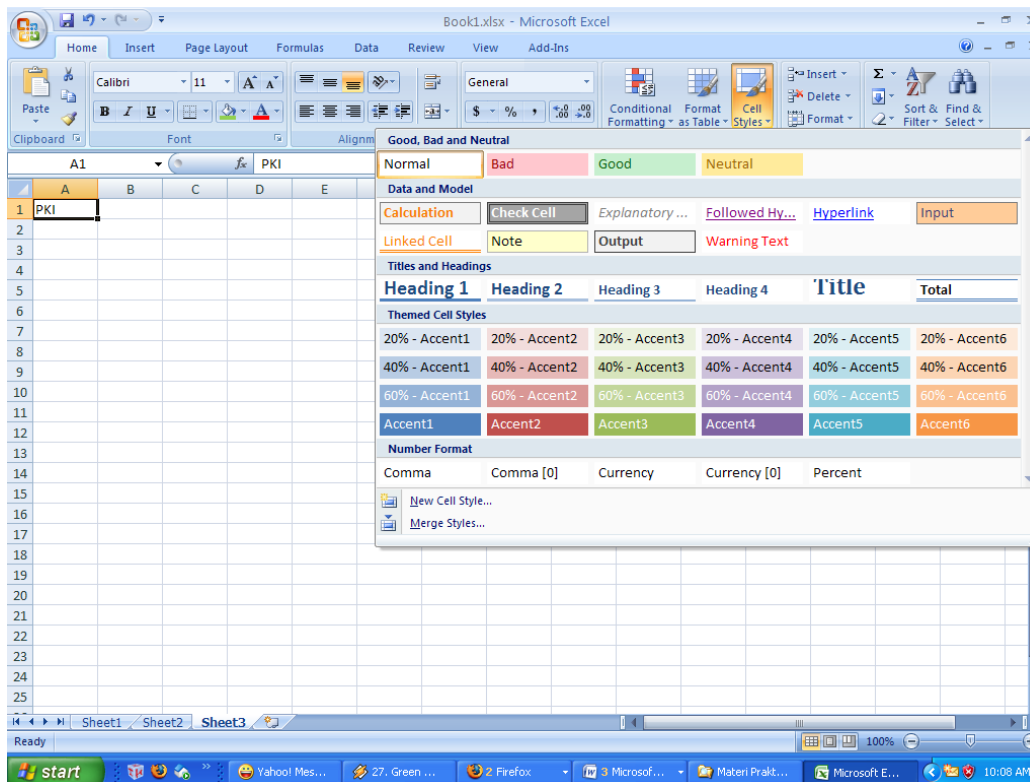 Book1.xlsx - Microsoft Excel
Home Insert Page Layout Formulas Data Review View Add-Ins
Calibri 11 A A General Insert Σ
Paste Delete
B I U A $ % , .0 .00 .00 .0 Conditional Formatting Format as Table Cell Styles Format Sort & Filter Find & Select
Clipboard Font Alignm
A1 fx PKI
A B C D E
1 PKI
2
3
4
5
6
7
8
9
10
11
12
13
14
15
16
17
18
19
20
21
22
23
24
25
Good, Bad and Neutral
Normal Bad Good Neutral
Data and Model
Calculation Check Cell Explanatory ... Followed Hy... Hyperlink Input
Linked Cell Note Output Warning Text
Titles and Headings
Heading 1 Heading 2 Heading 3 Heading 4 Title Total
Themed Cell Styles
20% - Accent1 20% - Accent2 20% - Accent3 20% - Accent4 20% - Accent5 20% - Accent6
40% - Accent1 40% - Accent2 40% - Accent3 40% - Accent4 40% - Accent5 40% - Accent6
60% - Accent1 60% - Accent2 60% - Accent3 60% - Accent4 60% - Accent5 60% - Accent6
Accent1 Accent2 Accent3 Accent4 Accent5 Accent6
Number Format
Comma Comma [0] Currency Currency [0] Percent
New Cell Style...
Merge Styles...
Sheet1 Sheet2 Sheet3
Ready 100%
start Yahoo! Mes... 27. Green ... 2 Firefox 3 Microsof... Materi Prakt... Microsoft E... 10:08 AM